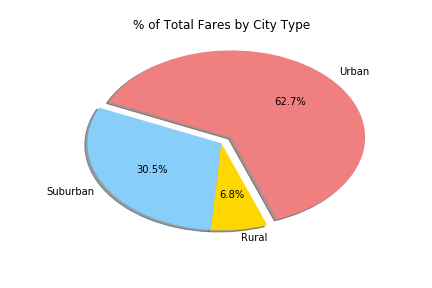 % of Total Fares by City Type
Urban
62.7%
30.5%
Suburban
6.8%
Rural